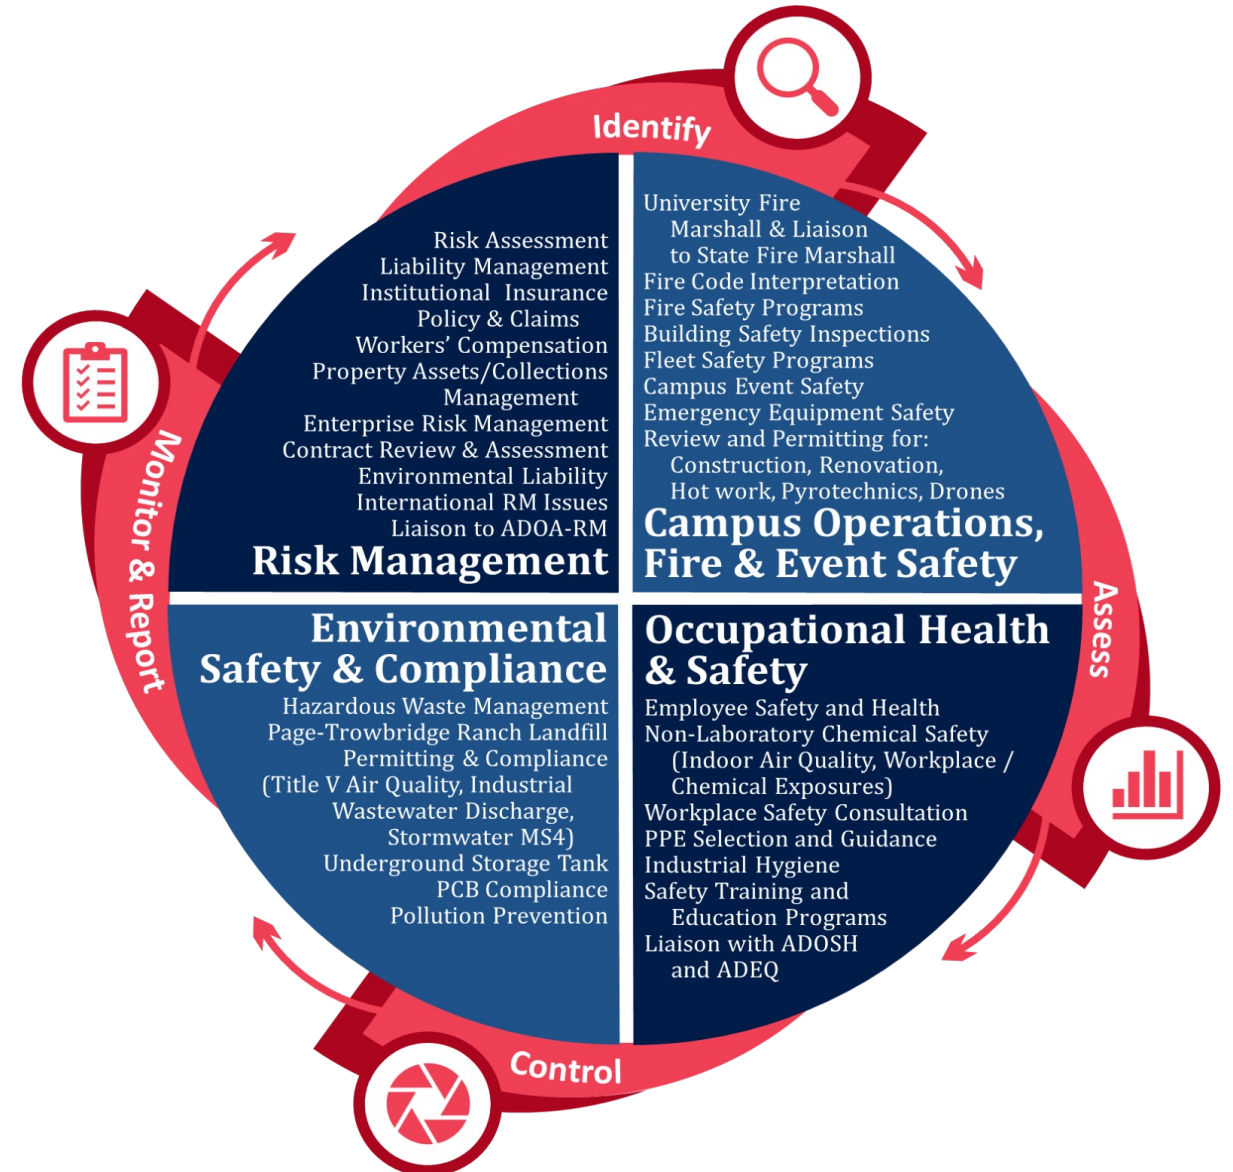 Identify
Risk Assessment
Liability Management
Institutional Insurance
Policy & Claims
Workers' Compensation
Property Assets/Collections
Management
Enterprise Risk Management
Contract Review & Assessment
Environmental Liability
International RM Issues
Liaison to ADOA-RM
Risk Management
University Fire
Marshall & Liaison
to State Fire Marshall
Fire Code Interpretation
Fire Safety Programs
Building Safety Inspections
Fleet Safety Programs
Campus Event Safety
Emergency Equipment Safety
Review and Permitting for:
Construction, Renovation,
Hot work, Pyrotechnics, Drones
Campus Operations,
Fire & Event Safety
Assess
Occupational Health
& Safety
Employee Safety and Health
Non-Laboratory Chemical Safety
(Indoor Air Quality, Workplace /
Chemical Exposures)
Workplace Safety Consultation
PPE Selection and Guidance
Industrial Hygiene
Safety Training and
Education Programs
Liaison with ADOSH
and ADEQ
Control
Environmental
Safety & Compliance
Hazardous Waste Management
Page-Trowbridge Ranch Landfill
Permitting & Compliance
(Title V Air Quality, Industrial
Wastewater Discharge,
Stormwater MS4)
Underground Storage Tank
PCB Compliance
Pollution Prevention
Monitor & Report